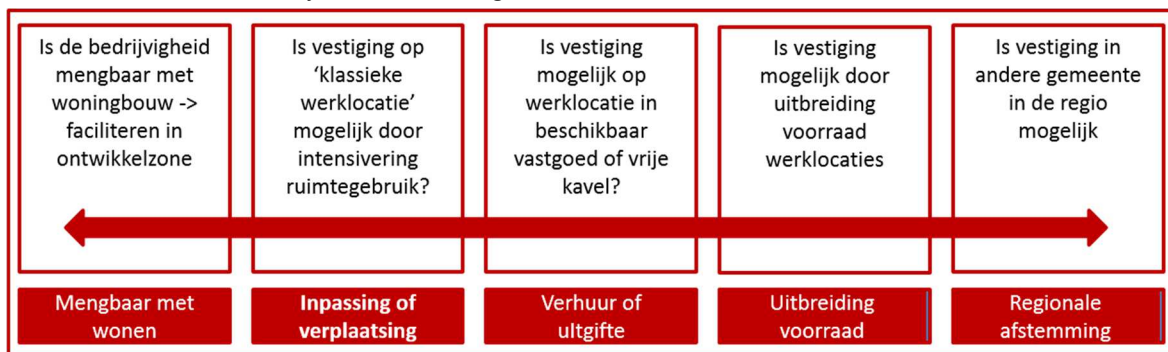 Is de bedrijvigheid
mengbaar met
woningbouw ->
faciliteren in
ontwikkelzone
Is vestiging op
‘klassieke
werklocatie’
mogelijk door
intensivering
ruimtegebruik?
Is vestiging
mogelijk op
werklocatie in
beschikbaar
vastgoed of vrije
kavel?
Is vestiging
mogelijk door
uitbreiding
voorraad
werklocaties
Is vestiging in
andere gemeente
in de regio
mogelijk
Mengbaar met
wonen
Inpassing of
verplaatsing
Verhuur of
uItgifte
Uitbreiding
voorraad
Regionale
afstemming